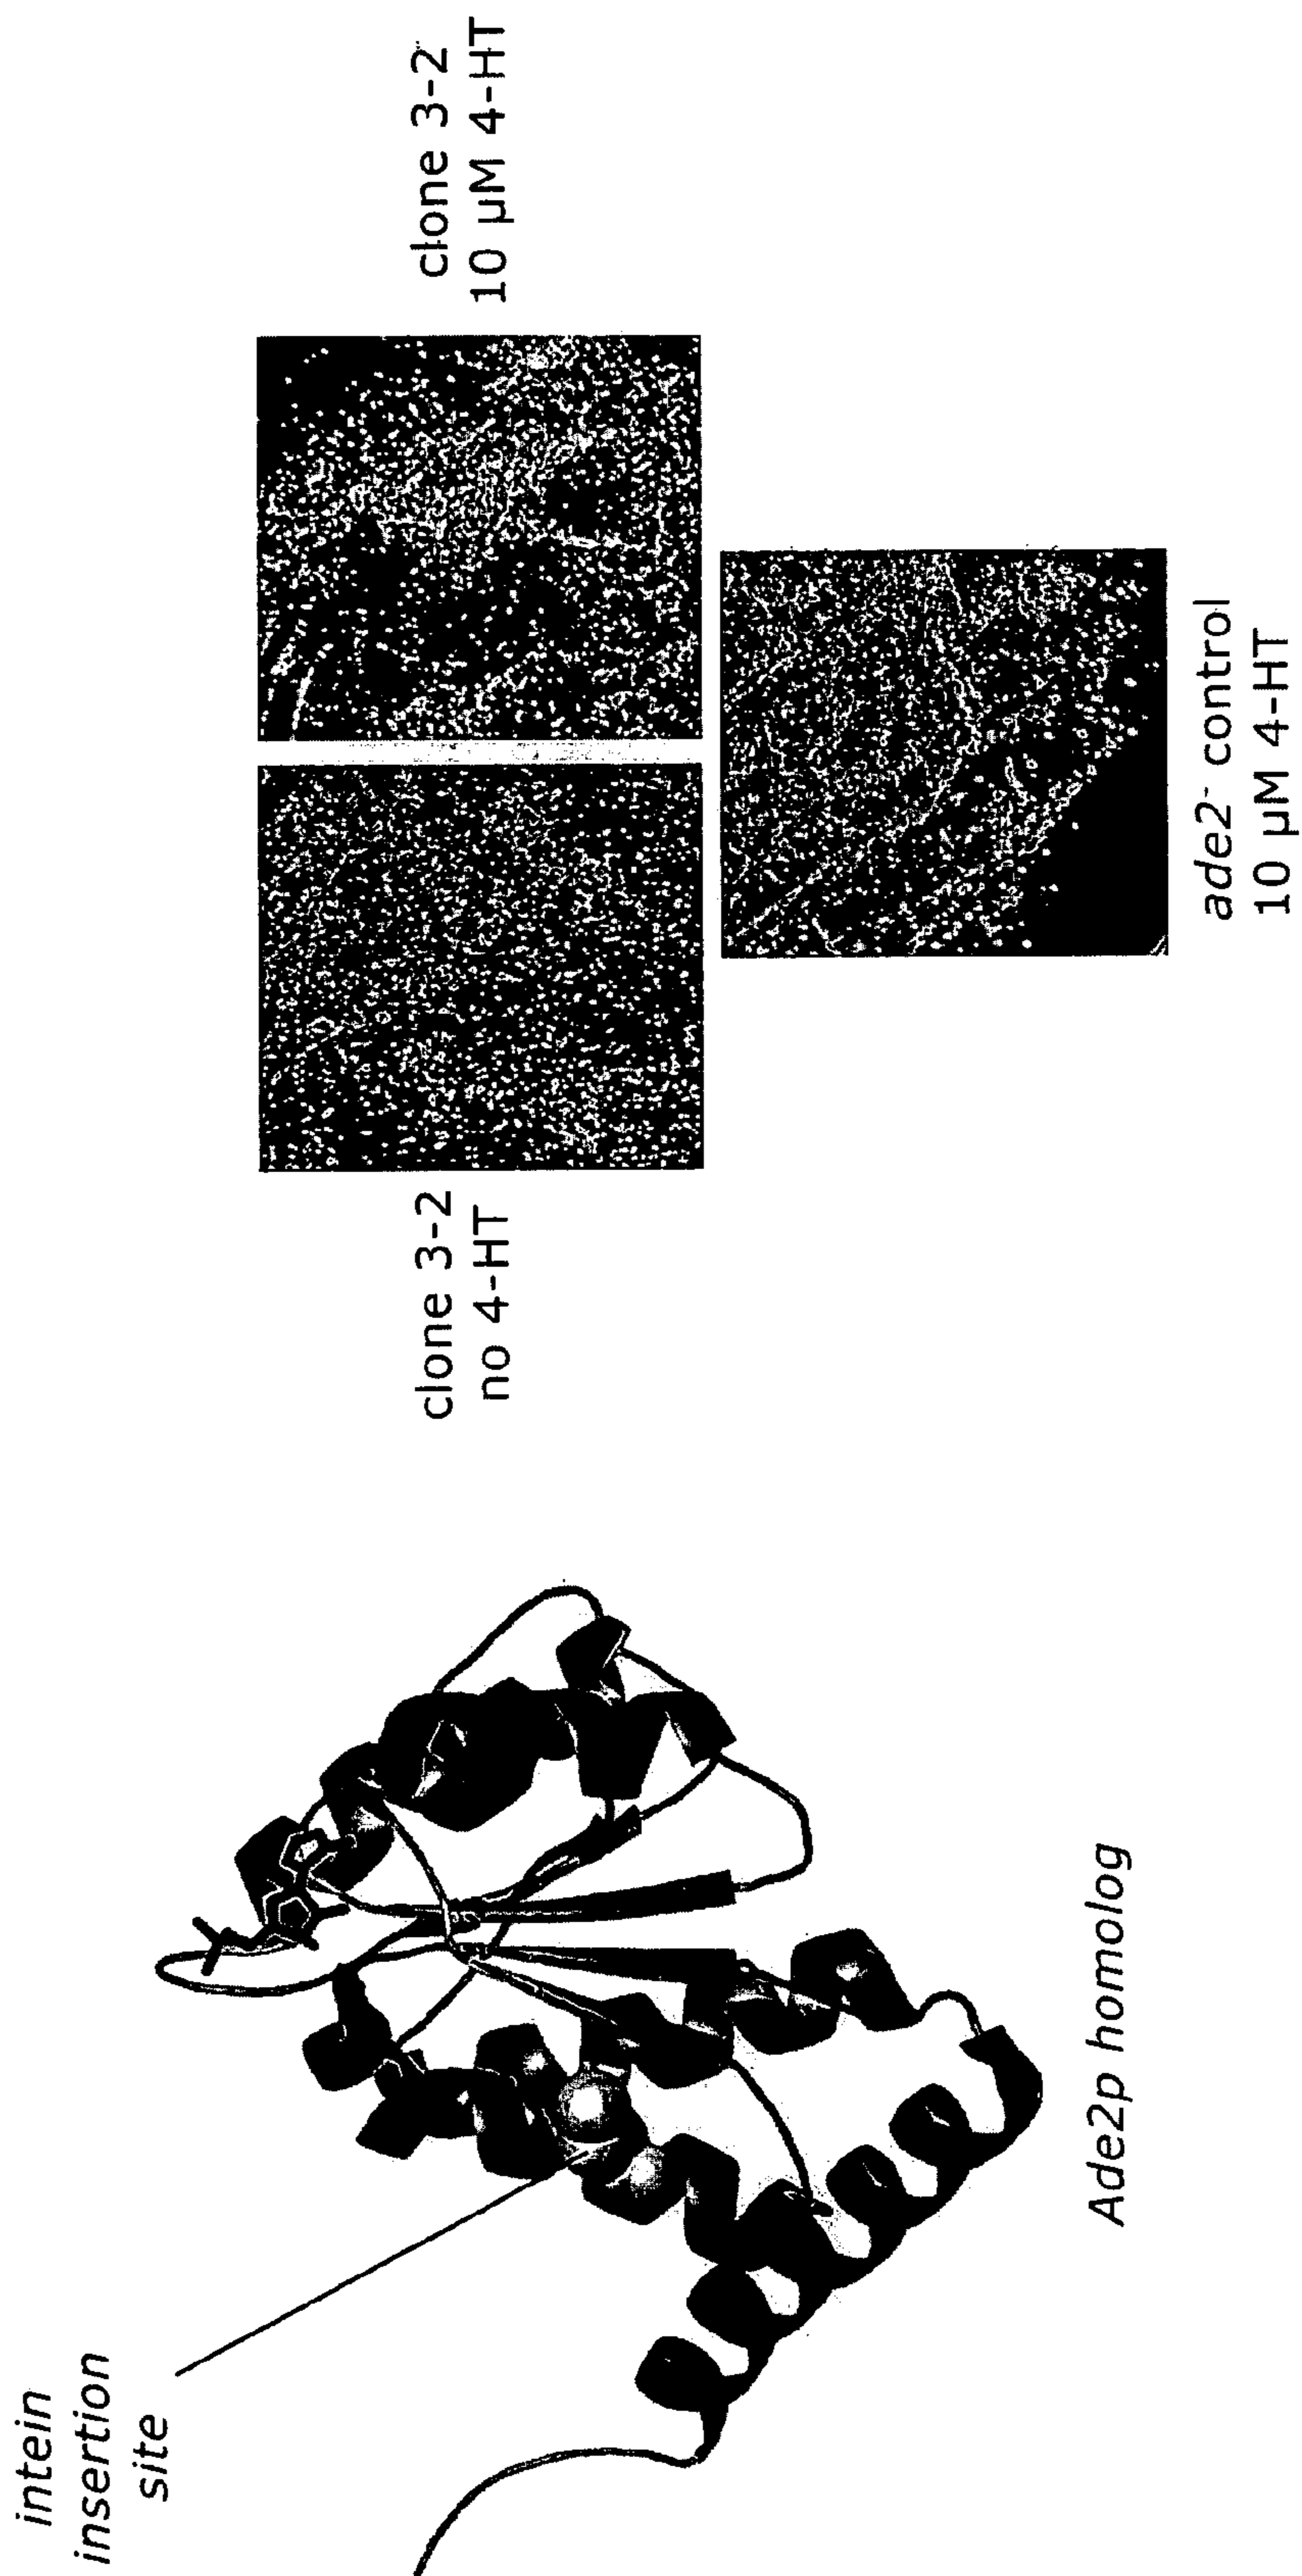 intein
insertion
site
Ade2p homolog
clone 3-2
no 4-HT
clone 3-2
10 µM 4-HT
ade2- control
10 µM 4-HT